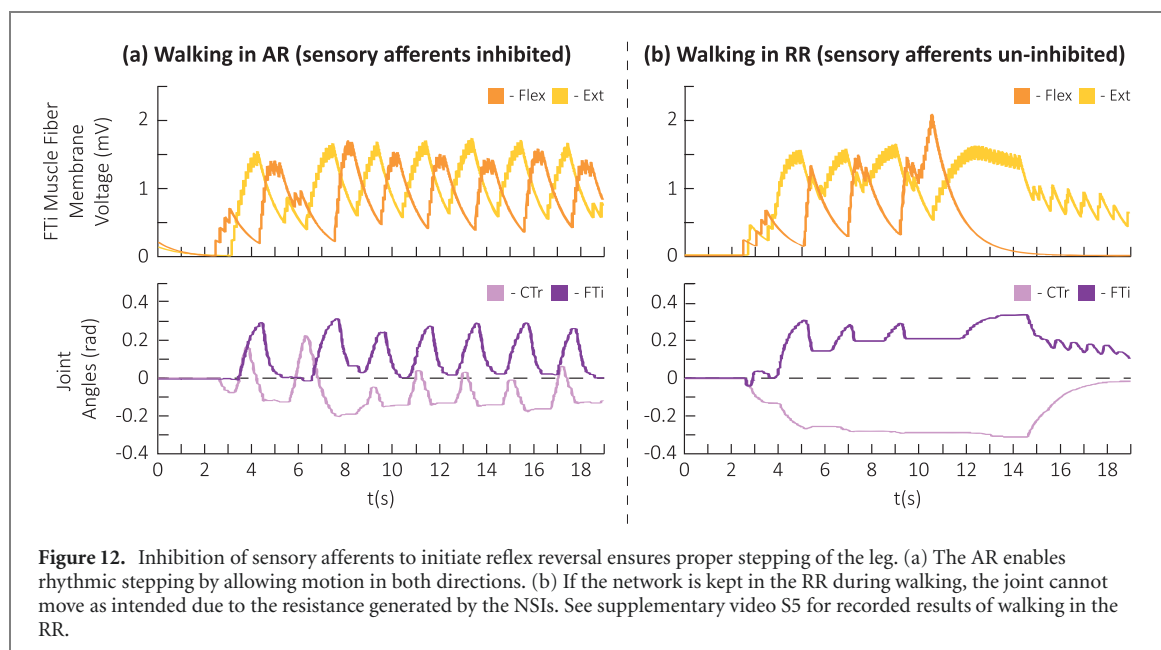 (a) Walking in AR (sensory afferents inhibited)
(b) Walking in RR (sensory afferents un-inhibited)
FTi Muscle Fiber
Membrane
Voltage (mV)
- Flex - Ext
2
1
0
- Flex - Ext
2
1
0
Joint
Angles (rad)
- CTr - FTi
0.4
0.2
0
-0.2
-0.4
0 2 4 6 8 10 12 14 16 18
t(s)
- CTr - FTi
0.4
0.2
0
-0.2
0.4
0 2 4 6 8 10 12 14 16 18
t(s)
Figure 12. Inhibition of sensory afferents to initiate reflex reversal ensures proper stepping of the leg. (a) The AR enables
rhythmic stepping by allowing motion in both directions. (b) If the network is kept in the RR during walking, the joint cannot
move as intended due to the resistance generated by the NSIs. See supplementary video S5 for recorded results of walking in the
RR.